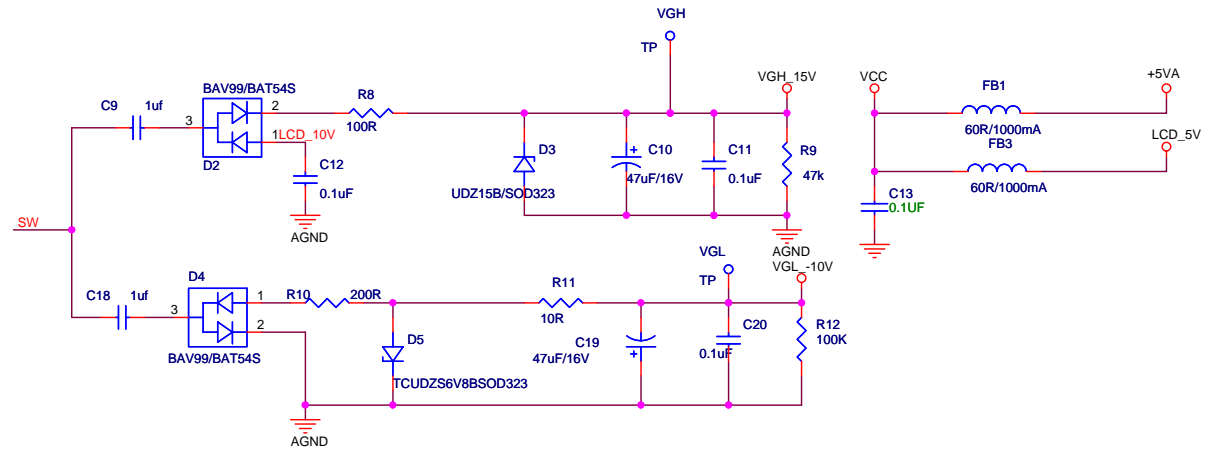 VGH
TP
BAV99/BAT54S
C9 1uf
3
2
1
LCD_10V
D2
R8
100R
C12
0.1uF
AGND
D3
UDZ15B/SOD323
C10
+
47uF/16V
C11
0.1uF
VGH_15V
R9
47k
AGND
VCC
FB1
60R/1000mA
+5VA
FB3
60R/1000mA
LCD_5V
C13
0.1UF
SW
C18 1uf
D4
3
1
2
BAV99/BAT54S
R10 200R
D5
TCUDZS6V8BSOD323
R11
10R
C19
47uF/16V
+
VGL
TP
C20
0.1uF
VGL_-10V
R12
100K
AGND